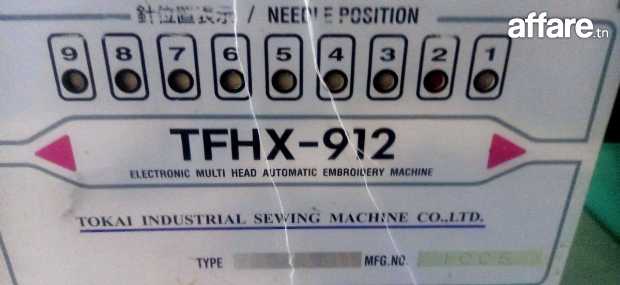 affare.tn
針位置表示 / NEEDLE POSITION
9 8 7 6 5 4 3 2 1
TFHX-912
ELECTRONIC MULTI HEAD AUTOMATIC EMBROIDERY MACHINE
TOKAI INDUSTRIAL SEWING MACHINE CO.,LTD.
TYPE MFG.NO.